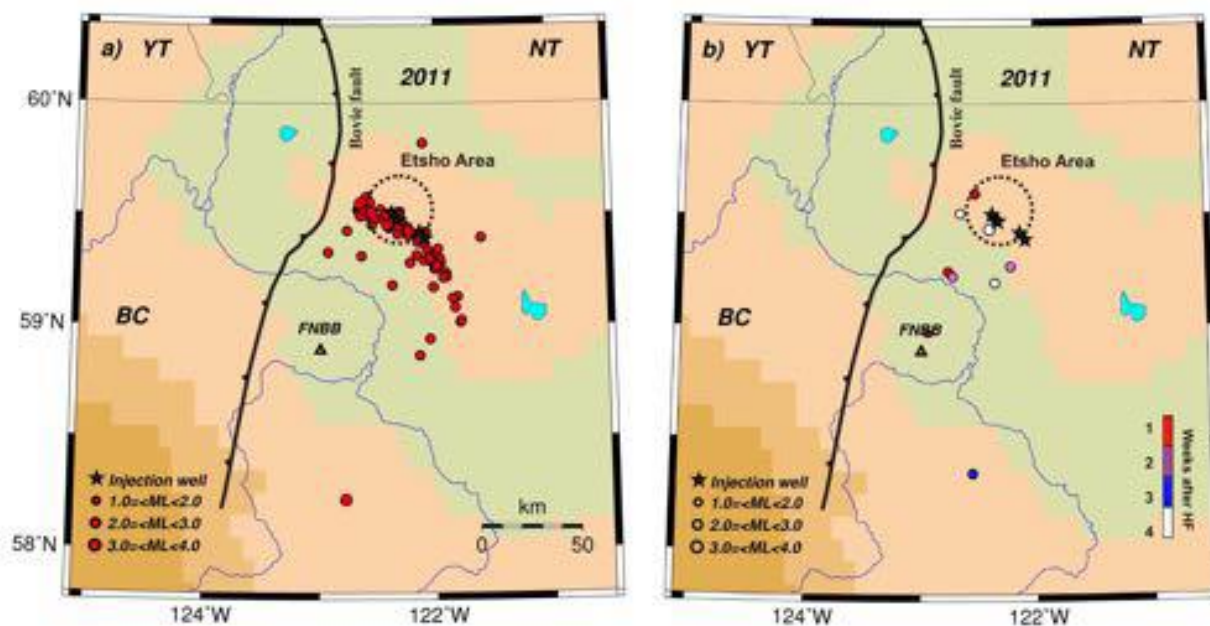 a) YT
NT
2011
60°N
Bovie fault
Etsho Area
59°N
BC
FNBB
Injection well
1.0=<ML<2.0
2.0=<ML<3.0
3.0=<ML<4.0
km
0 50
58°N
124°W
122°W
b) YT
NT
2011
Bovie fault
Etsho Area
BC
FNBB
1
2
3
4
Weeks after HF
Injection well
1.0=<ML<2.0
2.0=<ML<3.0
3.0=<ML<4.0
124°W
122°W